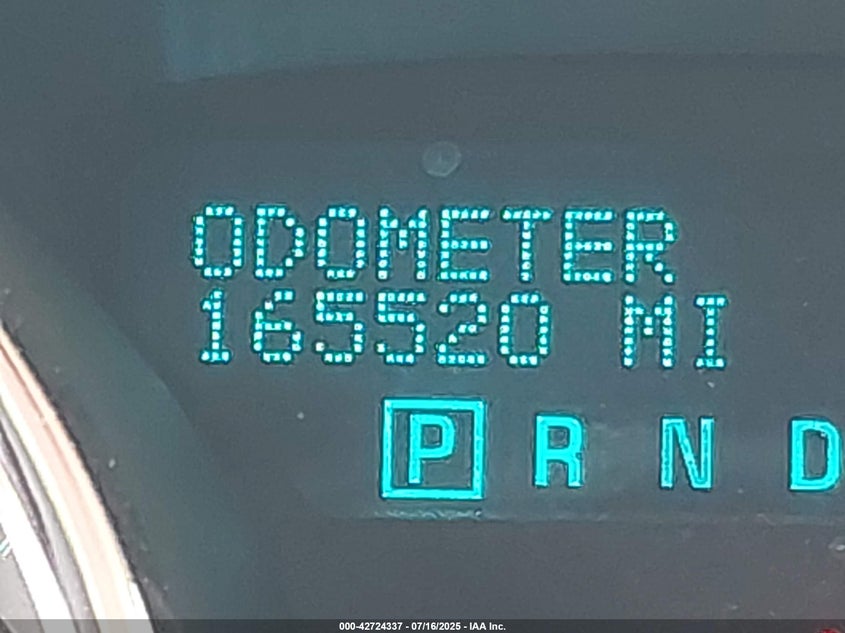 ODOMETER
165520 MI
P R N D
000-42724337 - 07/16/2025 - IAA Inc.